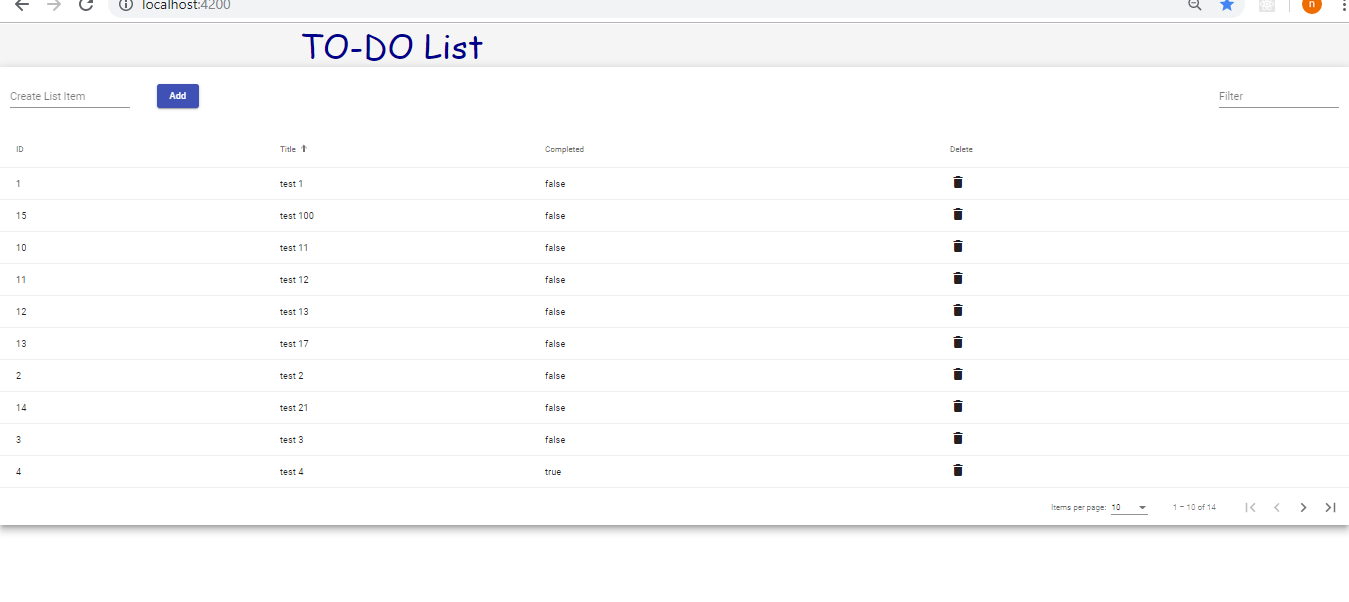 localhost:4200
n
TO-DO List
Create List Item Add Filter
ID Title Completed Delete
1 test 1 false
15 test 100 false
10 test 11 false
11 test 12 false
12 test 13 false
13 test 17 false
2 test 2 false
14 test 21 false
3 test 3 false
4 test 4 true
Items per page: 10 1 – 10 of 14